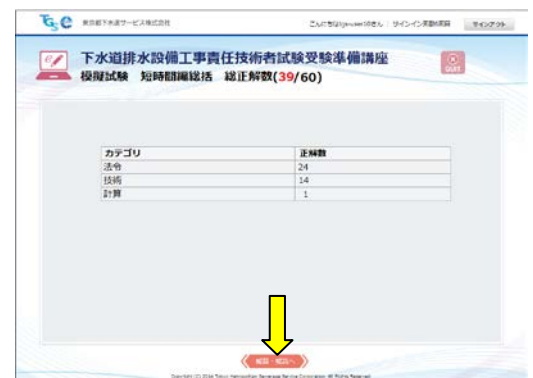 TGSC 東京都下水道サービス株式会社
サインアウト
下水道排水設備工事責任技術者試験受験準備講座
模擬試験 短時間編総括 総正解数(39/60)
QUIT
カテゴリ 正解数
法令 24
技術 14
計算 1
解答・解説へ